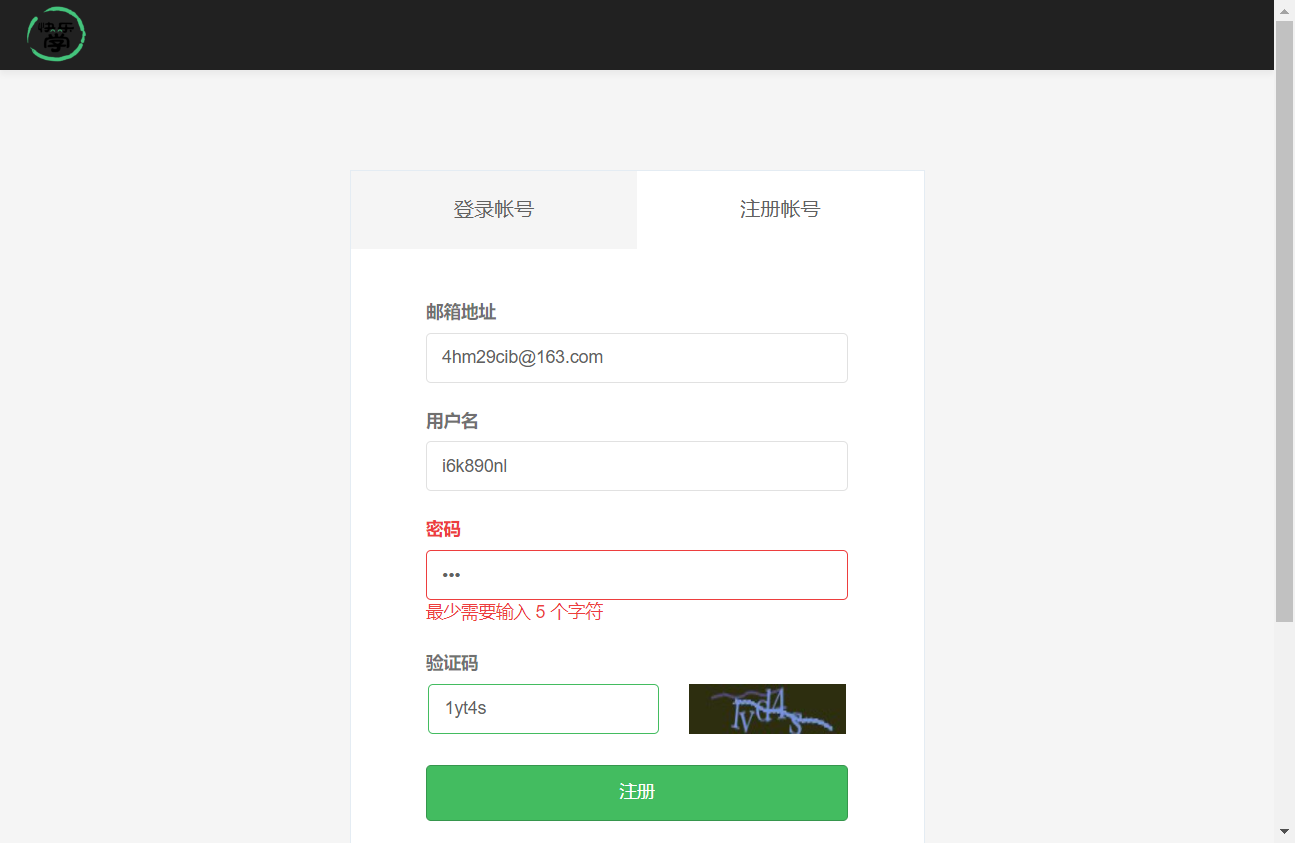 快乐
學
登录帐号
注册帐号
邮箱地址
4hm29cib@163.com
用户名
i6k890nl
密码
•••
最少需要输入 5 个字符
验证码
1yt4s
注册